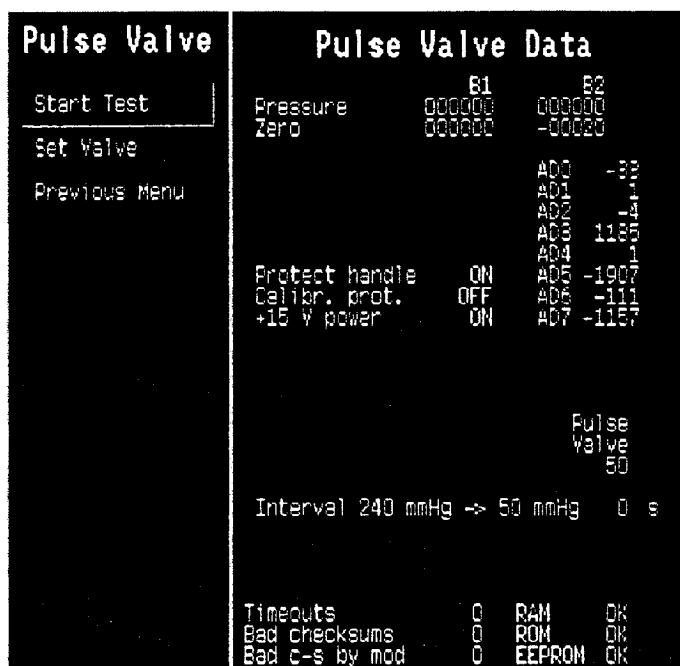 Pulse Valve
Start Test
Set Valve
Previous Menu
Pulse Valve Data
B1 B2
Pressure 000000 000000
Zero 000000 -00020
AD0 -33
AD1 1
AD2 -4
AD3 1185
AD4 1
Protect handle ON AD5 -1907
Calibr. prot. OFF AD6 -111
+15 V power ON AD7 -1157
Pulse
Valve
50
Interval 240 mmHg -> 50 mmHg 0 s
Timeouts 0 RAM OK
Bad checksums 0 ROM OK
Bad c-s by mod 0 EEPROM OK